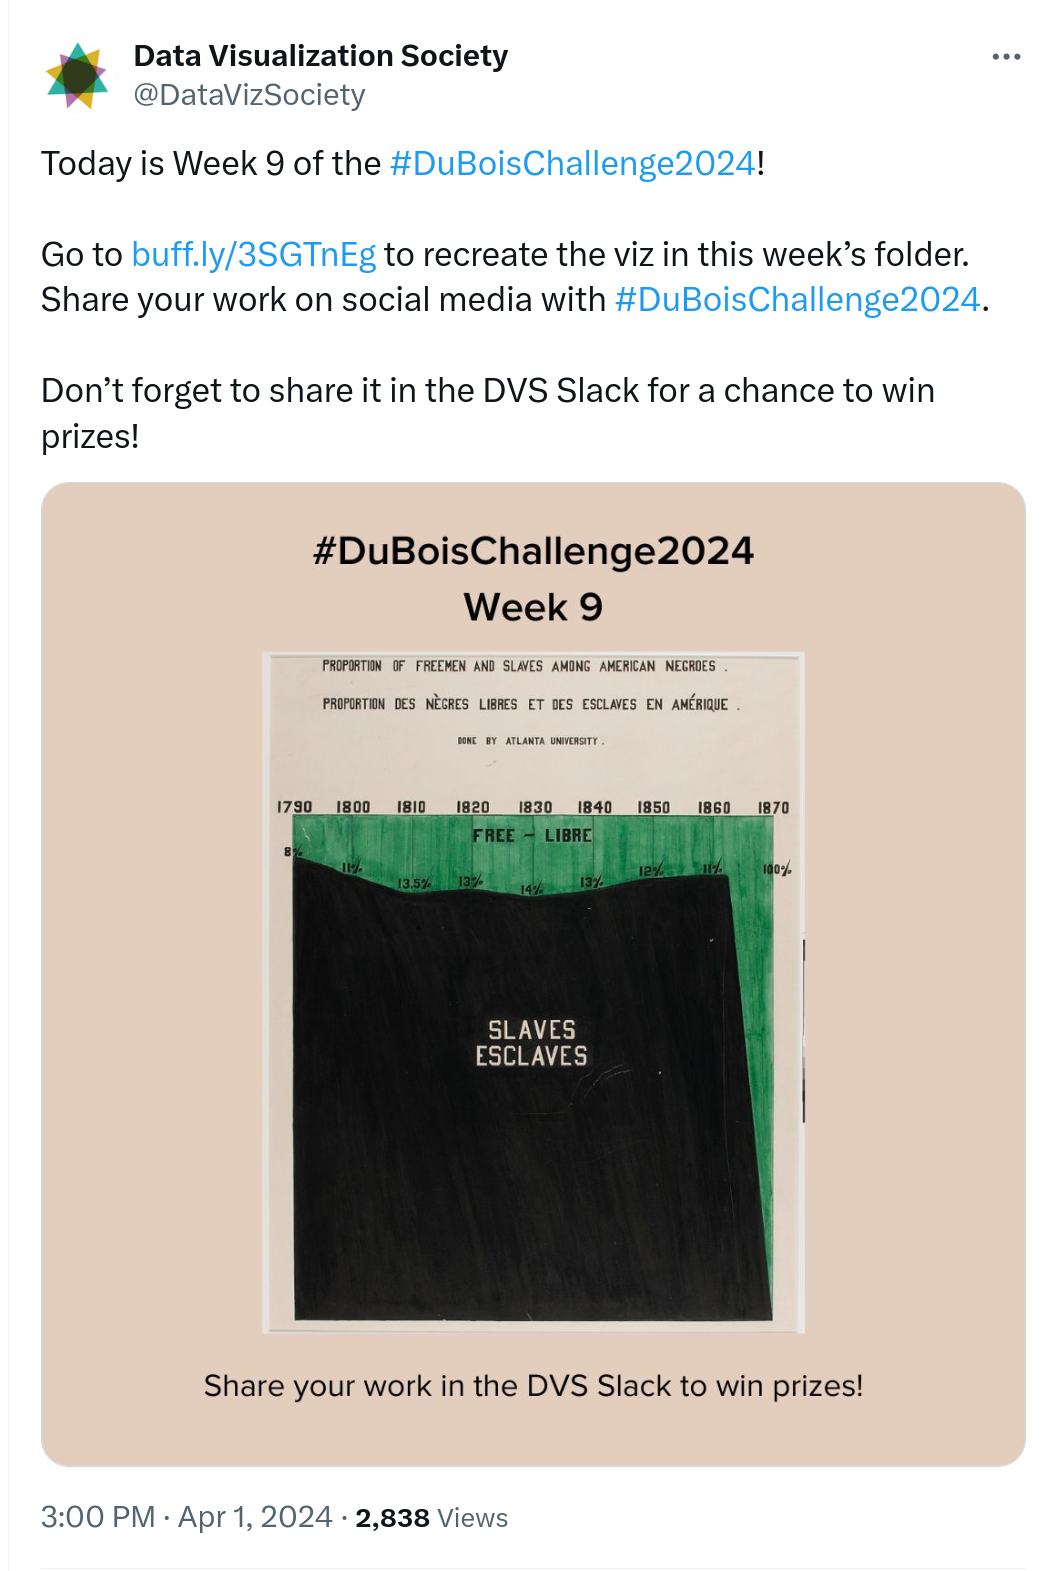 Data Visualization Society
@DataVizSociety
Today is Week 9 of the #DuBoisChallenge2024!
Go to buff.ly/3SGTnEg to recreate the viz in this week’s folder.
Share your work on social media with #DuBoisChallenge2024.
Don’t forget to share it in the DVS Slack for a chance to win
prizes!
#DuBoisChallenge2024
Week 9
PROPORTION OF FREEMEN AND SLAVES AMONG AMERICAN NEGROES .
PROPORTION DES NÈGRES LIBRES ET DES ESCLAVES EN AMÉRIQUE .
DONE BY ATLANTA UNIVERSITY .
1790 1800 1810 1820 1830 1840 1850 1860 1870
FREE – LIBRE
8% 11% 13.5% 13% 14% 13% 12% 11% 100%
SLAVES
ESCLAVES
Share your work in the DVS Slack to win prizes!
3:00 PM · Apr 1, 2024 · 2,838 Views